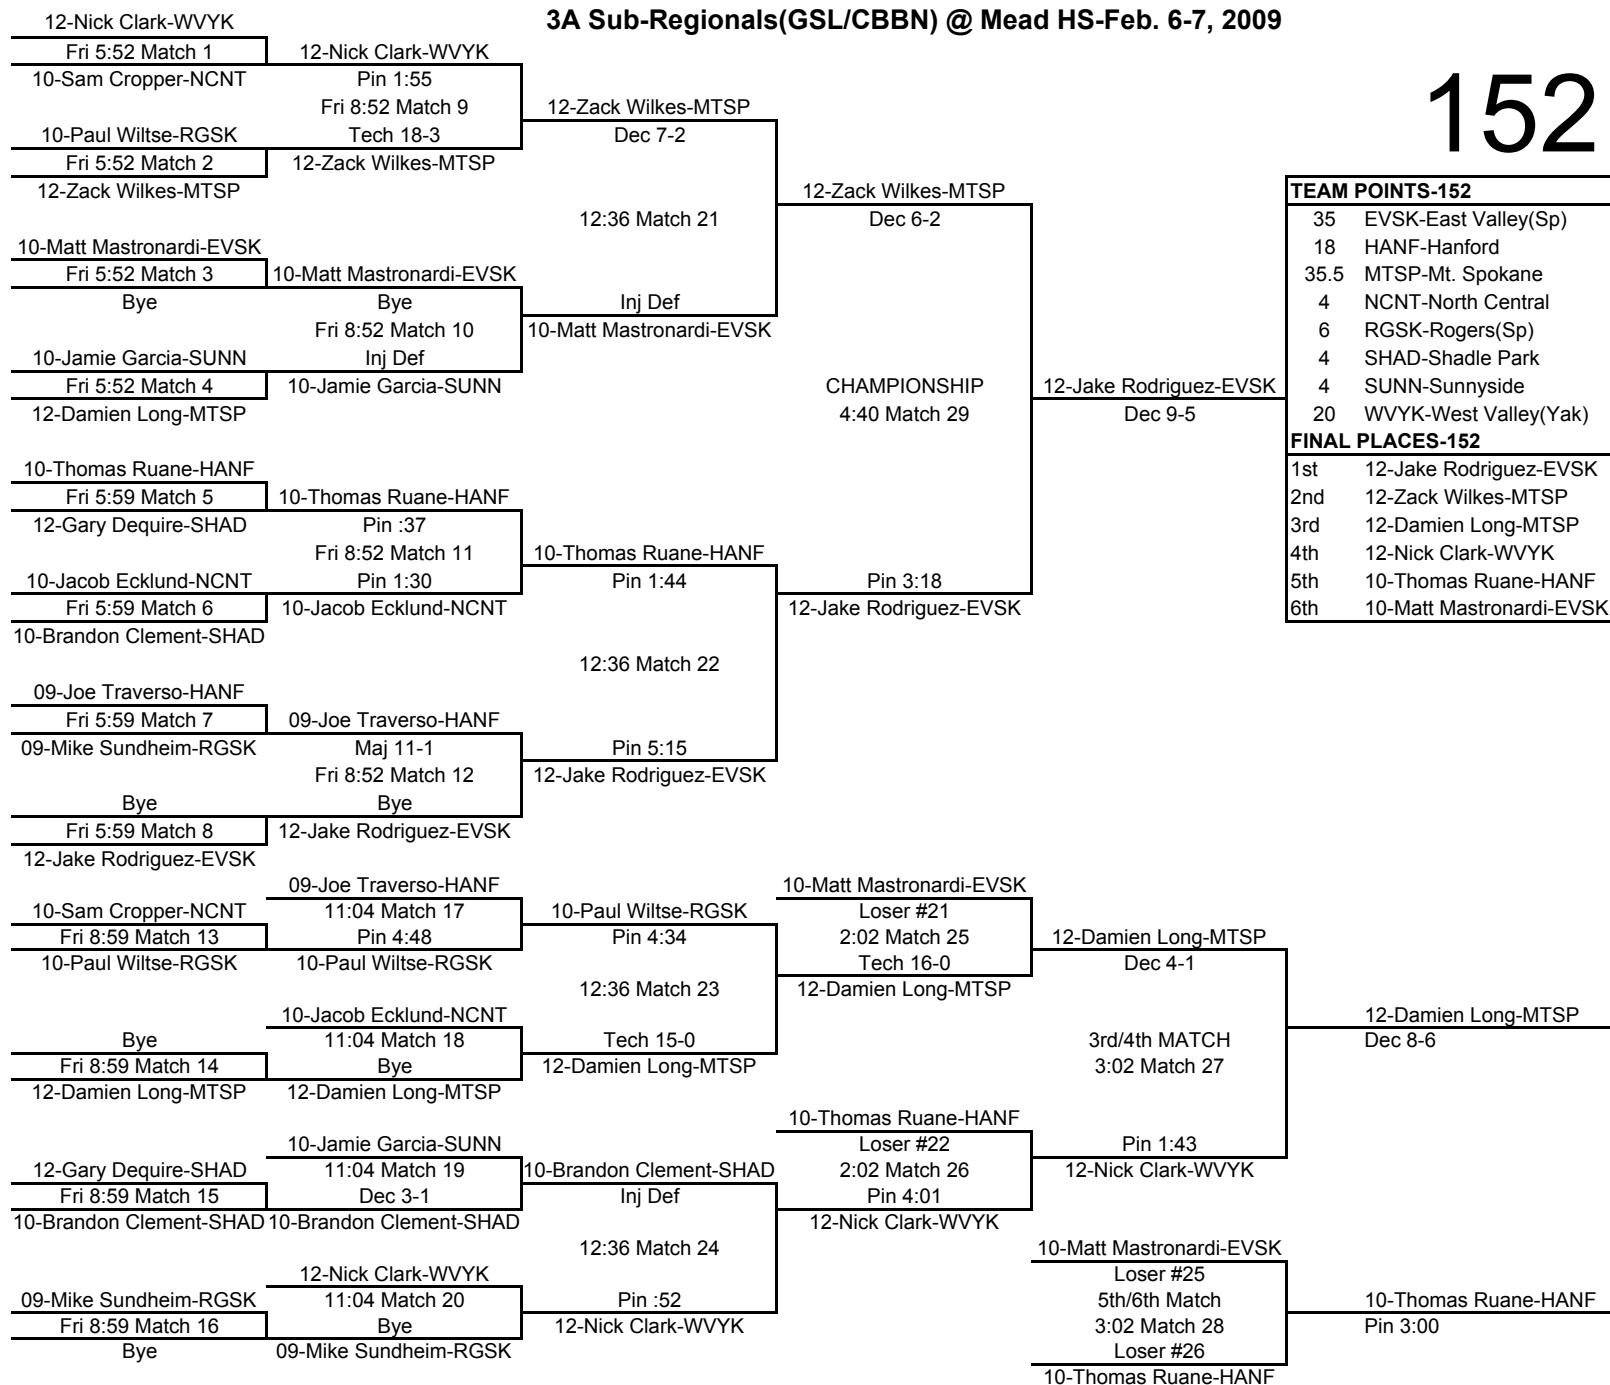 3A Sub-Regionals(GSL/CBBN) @ Mead HS-Feb. 6-7, 2009
152
12-Nick Clark-WVYK
Fri 5:52 Match 1
10-Sam Cropper-NCNT
10-Paul Wiltse-RGSK
Fri 5:52 Match 2
12-Zack Wilkes-MTSP
10-Matt Mastronardi-EVSK
Fri 5:52 Match 3
Bye
10-Jamie Garcia-SUNN
Fri 5:52 Match 4
12-Damien Long-MTSP
10-Thomas Ruane-HANF
Fri 5:59 Match 5
12-Gary Dequire-SHAD
10-Jacob Ecklund-NCNT
Fri 5:59 Match 6
10-Brandon Clement-SHAD
09-Joe Traverso-HANF
Fri 5:59 Match 7
09-Mike Sundheim-RGSK
Bye
Fri 5:59 Match 8
12-Jake Rodriguez-EVSK
12-Nick Clark-WVYK
Pin 1:55
Fri 8:52 Match 9
Tech 18-3
12-Zack Wilkes-MTSP
10-Matt Mastronardi-EVSK
Bye
Fri 8:52 Match 10
Inj Def
10-Jamie Garcia-SUNN
10-Thomas Ruane-HANF
Pin :37
Fri 8:52 Match 11
Pin 1:30
10-Jacob Ecklund-NCNT
09-Joe Traverso-HANF
Maj 11-1
Fri 8:52 Match 12
Bye
12-Jake Rodriguez-EVSK
12-Zack Wilkes-MTSP
Dec 7-2
12:36 Match 21
Inj Def
10-Matt Mastronardi-EVSK
10-Thomas Ruane-HANF
Pin 1:44
12:36 Match 22
Pin 5:15
12-Jake Rodriguez-EVSK
12-Zack Wilkes-MTSP
Dec 6-2
CHAMPIONSHIP
4:40 Match 29
Pin 3:18
12-Jake Rodriguez-EVSK
12-Jake Rodriguez-EVSK
Dec 9-5
TEAM POINTS-152
35 EVSK-East Valley(Sp)
18 HANF-Hanford
35.5 MTSP-Mt. Spokane
4 NCNT-North Central
6 RGSK-Rogers(Sp)
4 SHAD-Shadle Park
4 SUNN-Sunnyside
20 WVYK-West Valley(Yak)
FINAL PLACES-152
1st 12-Jake Rodriguez-EVSK
2nd 12-Zack Wilkes-MTSP
3rd 12-Damien Long-MTSP
4th 12-Nick Clark-WVYK
5th 10-Thomas Ruane-HANF
6th 10-Matt Mastronardi-EVSK
10-Sam Cropper-NCNT
Fri 8:59 Match 13
10-Paul Wiltse-RGSK
Bye
Fri 8:59 Match 14
12-Damien Long-MTSP
12-Gary Dequire-SHAD
Fri 8:59 Match 15
10-Brandon Clement-SHAD
09-Mike Sundheim-RGSK
Fri 8:59 Match 16
Bye
09-Joe Traverso-HANF
11:04 Match 17
Pin 4:48
10-Paul Wiltse-RGSK
10-Jacob Ecklund-NCNT
11:04 Match 18
Bye
12-Damien Long-MTSP
10-Jamie Garcia-SUNN
11:04 Match 19
Dec 3-1
10-Brandon Clement-SHAD
12-Nick Clark-WVYK
11:04 Match 20
Bye
09-Mike Sundheim-RGSK
10-Paul Wiltse-RGSK
Pin 4:34
12:36 Match 23
Tech 15-0
12-Damien Long-MTSP
10-Brandon Clement-SHAD
Inj Def
12:36 Match 24
Pin :52
12-Nick Clark-WVYK
10-Matt Mastronardi-EVSK
Loser #21
2:02 Match 25
Tech 16-0
12-Damien Long-MTSP
10-Thomas Ruane-HANF
Loser #22
2:02 Match 26
Pin 4:01
12-Nick Clark-WVYK
12-Damien Long-MTSP
Dec 4-1
3rd/4th MATCH
3:02 Match 27
Pin 1:43
12-Nick Clark-WVYK
12-Damien Long-MTSP
Dec 8-6
10-Matt Mastronardi-EVSK
Loser #25
5th/6th Match
3:02 Match 28
Loser #26
10-Thomas Ruane-HANF
10-Thomas Ruane-HANF
Pin 3:00